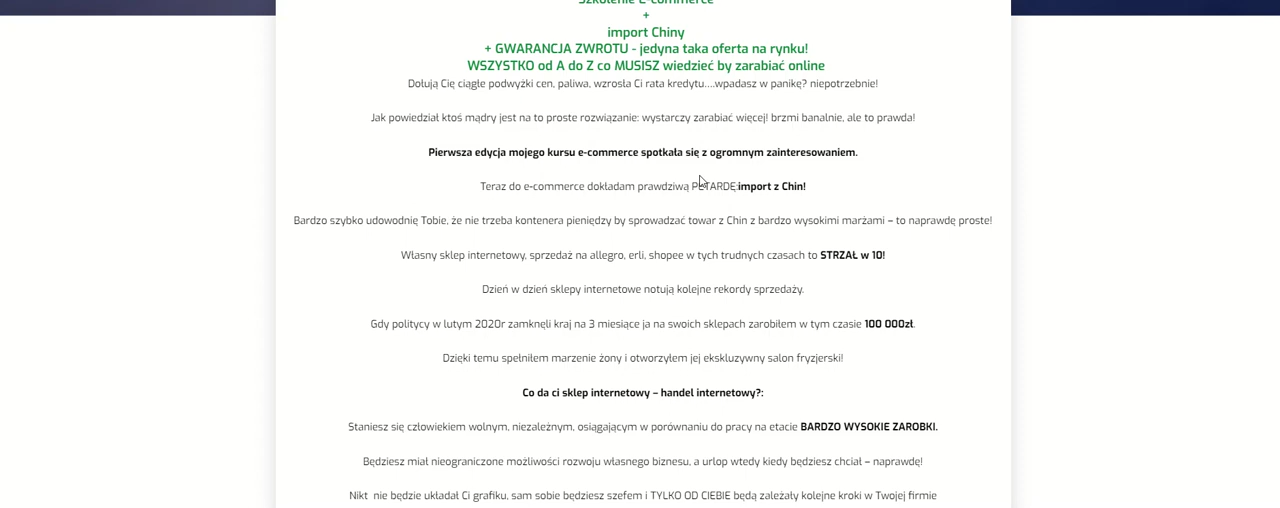 Szkolenie E-commerce
+
import Chiny
+ GWARANCJA ZWROTU - jedyna taka oferta na rynku!
WSZYSTKO od A do Z co MUSISZ wiedzieć by zarabiać online
Dołują Cię ciągłe podwyżki cen, paliwa, wzrosła Ci rata kredytu....wpadasz w panikę? niepotrzebnie!
Jak powiedział ktoś mądry jest na to proste rozwiązanie: wystarczy zarabiać więcej! brzmi banalnie, ale to prawda!
Pierwsza edycja mojego kursu e-commerce spotkała się z ogromnym zainteresowaniem.
Teraz do e-commerce dokładam prawdziwą PETARDĘ:import z Chin!
Bardzo szybko udowodnię Tobie, że nie trzeba kontenera pieniędzy by sprowadzać towar z Chin z bardzo wysokimi marżami – to naprawdę proste!
Własny sklep internetowy, sprzedaż na allegro, erli, shopee w tych trudnych czasach to STRZAŁ w 10!
Dzień w dzień sklepy internetowe notują kolejne rekordy sprzedaży.
Gdy politycy w lutym 2020r zamknęli kraj na 3 miesiące ja na swoich sklepach zarobiłem w tym czasie 100 000zł.
Dzięki temu spełniłem marzenie żony i otworzyłem jej ekskluzywny salon fryzjerski!
Co da ci sklep internetowy – handel internetowy?:
Staniesz się człowiekiem wolnym, niezależnym, osiągającym w porównaniu do pracy na etacie BARDZO WYSOKIE ZAROBKI.
Będziesz miał nieograniczone możliwości rozwoju własnego biznesu, a urlop wtedy kiedy będziesz chciał – naprawdę!
Nikt nie będzie układał Ci grafiku, sam sobie będziesz szefem i TYLKO OD CIEBIE będą zależały kolejne kroki w Twojej firmie